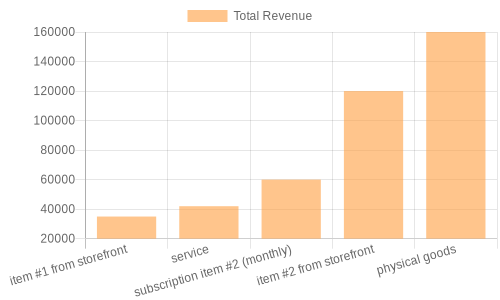 Total Revenue
160000
140000
120000
100000
80000
60000
40000
20000
item #1 from storefront
service
subscription item #2 (monthly)
item #2 from storefront
physical goods